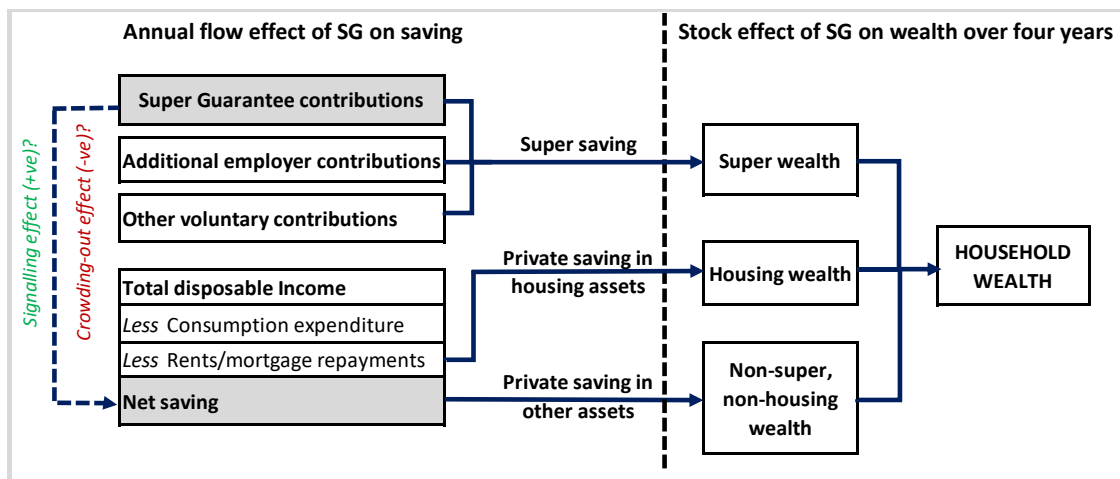 Annual flow effect of SG on saving
Stock effect of SG on wealth over four years
Signalling effect (+ve)?
Crowding-out effect (-ve)?
Super Guarantee contributions
Additional employer contributions
Other voluntary contributions
Super saving
Super wealth
Total disposable Income
Less Consumption expenditure
Less Rents/mortgage repayments
Net saving
Private saving in
housing assets
Housing wealth
Private saving in
other assets
Non-super,
non-housing
wealth
HOUSEHOLD
WEALTH